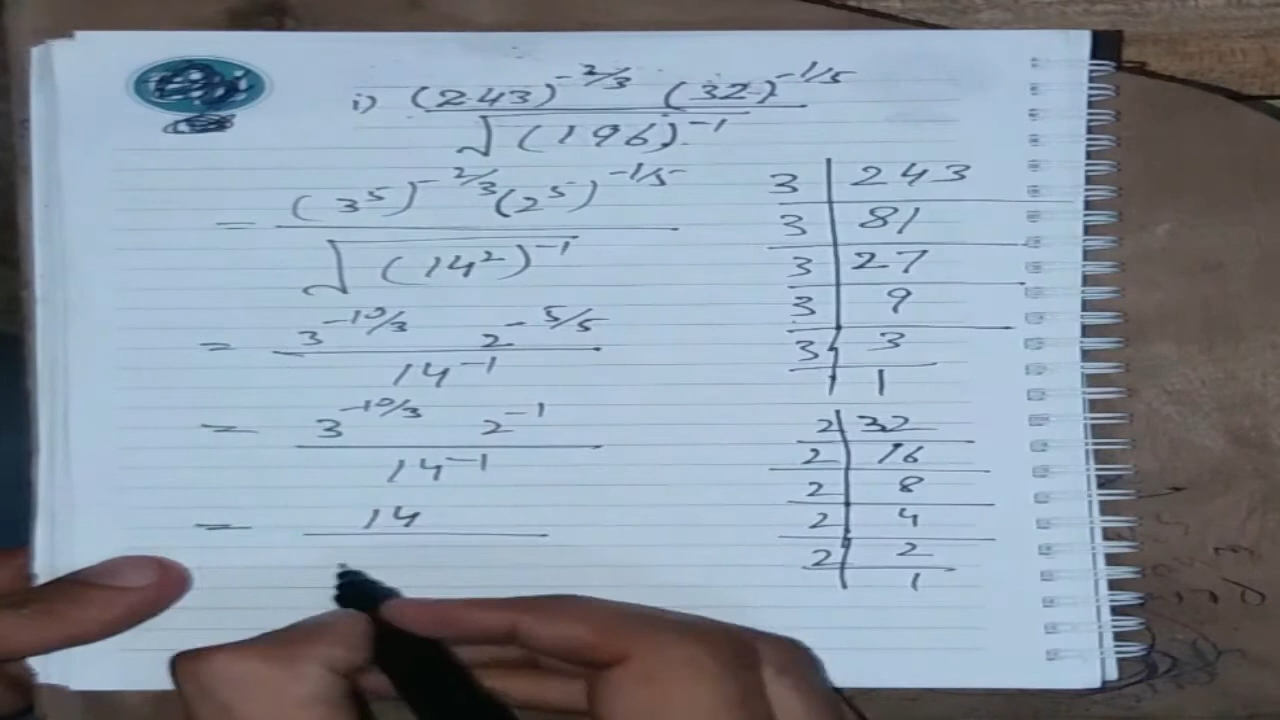 i) (243)^-2/3 (32)^-1/5
√(196)^-1
= (3^5)^-2/3 (2^5)^-1/5
√(14^2)^-1
= 3^-10/3 2^-5/5
14^-1
= 3^-10/3 2^-1
14^-1
= 14
3 | 243
3 | 81
3 | 27
3 | 9
3 | 3
1
2 | 32
2 | 16
2 | 8
2 | 4
2 | 2
1